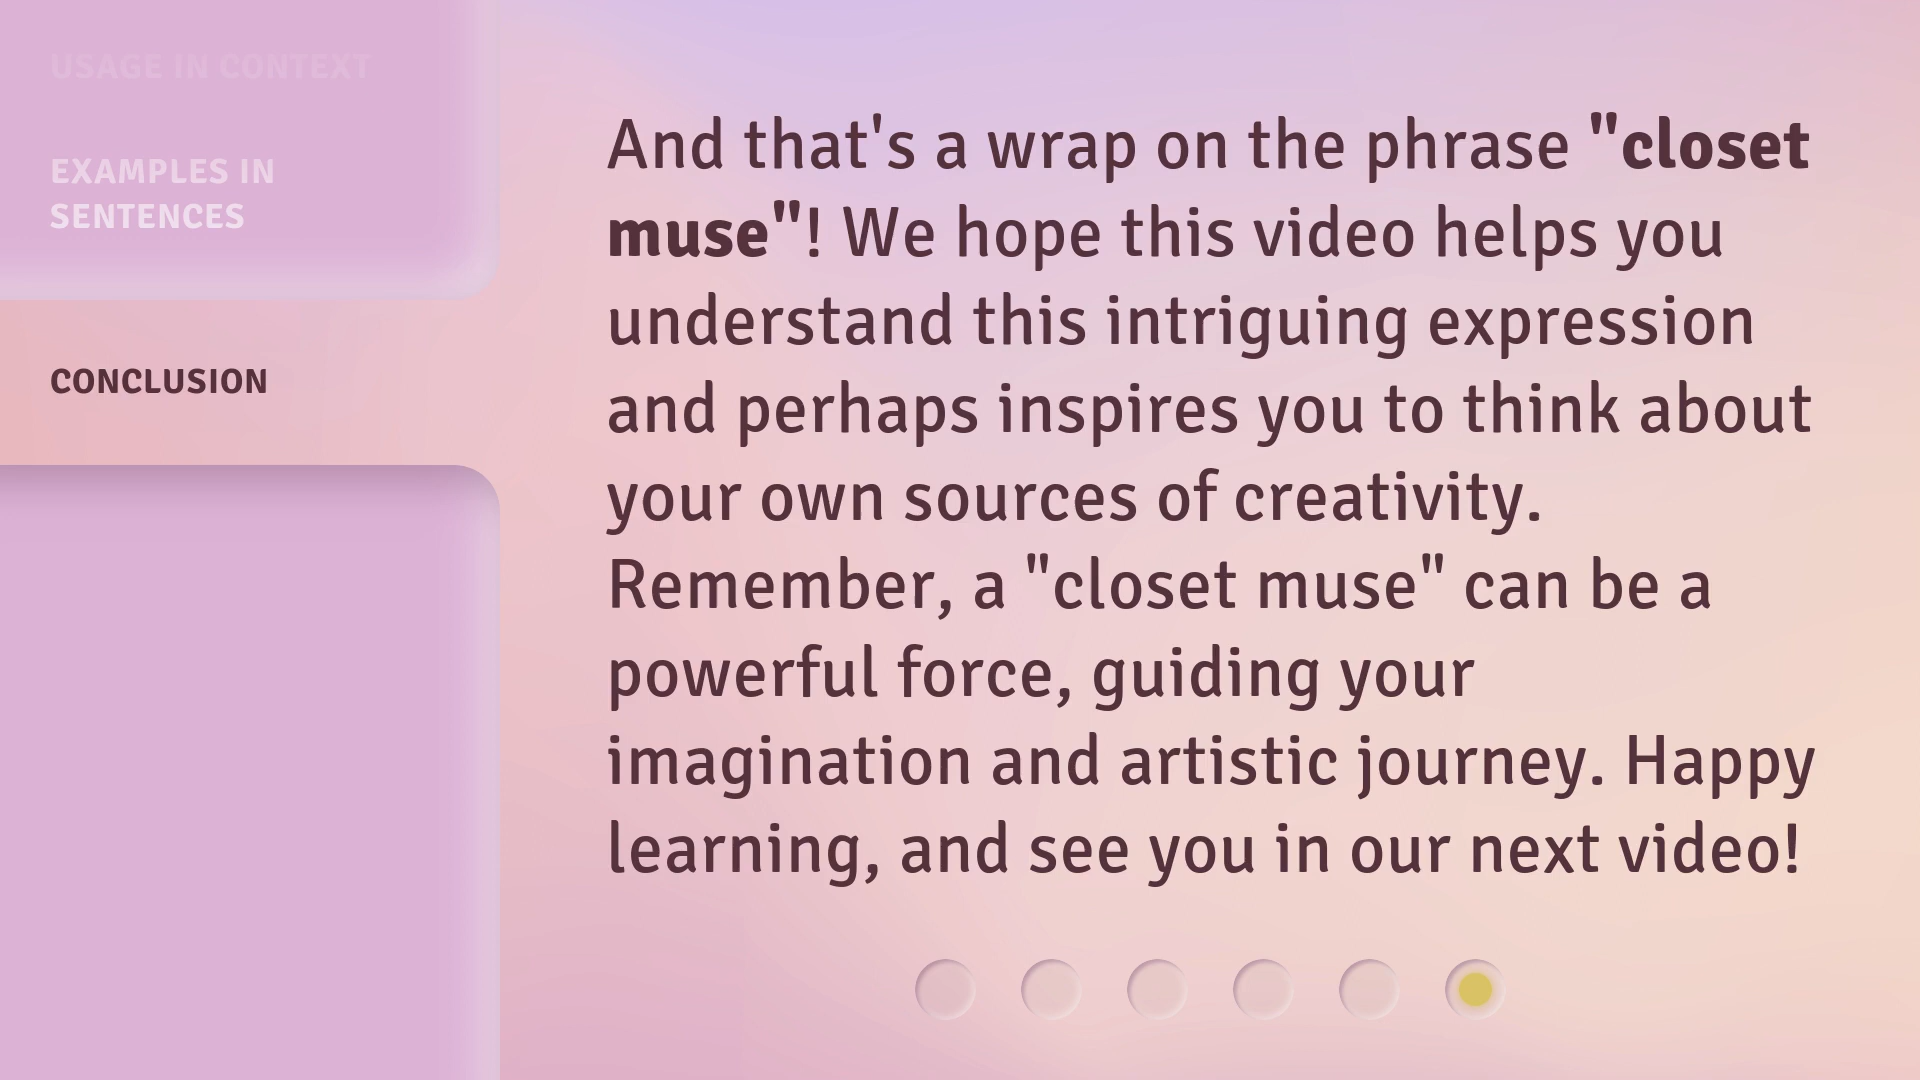 USAGE IN CONTEXT
EXAMPLES IN
SENTENCES
CONCLUSION
And that's a wrap on the phrase "closet
muse"! We hope this video helps you
understand this intriguing expression
and perhaps inspires you to think about
your own sources of creativity.
Remember, a "closet muse" can be a
powerful force, guiding your
imagination and artistic journey. Happy
learning, and see you in our next video!